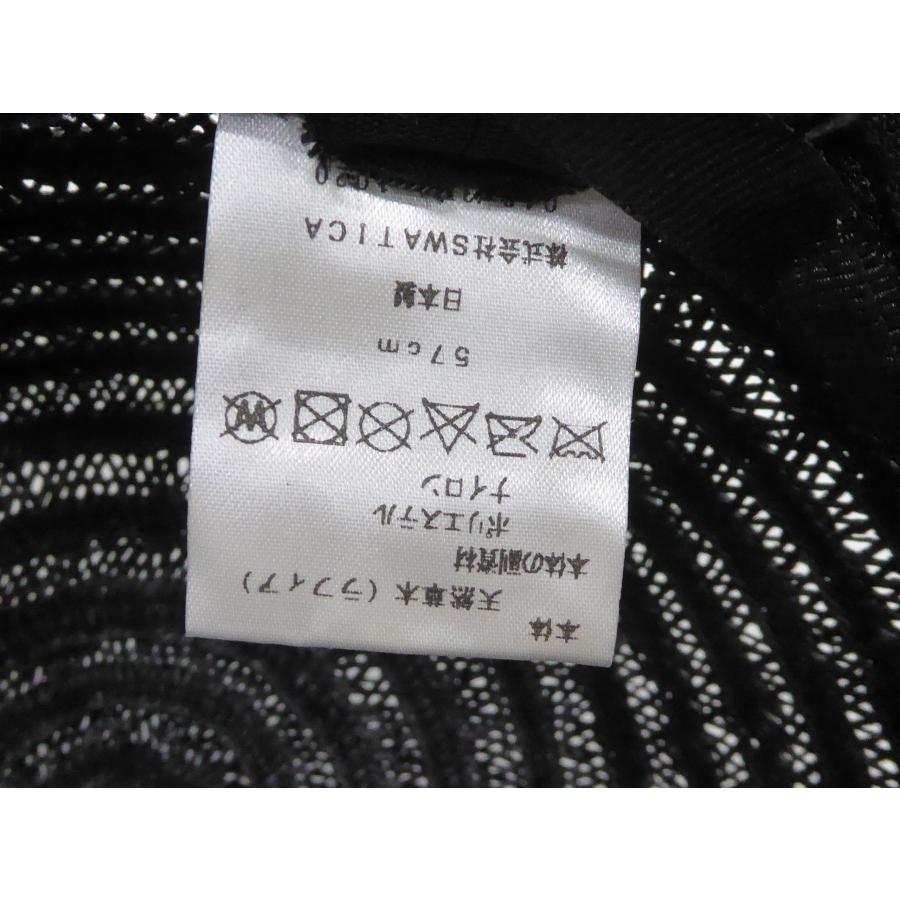 本体
天然草木（ラフィア）
本体の副資材
ポリエステル
ナイロン
57cm
日本製
株式会社SWATICA